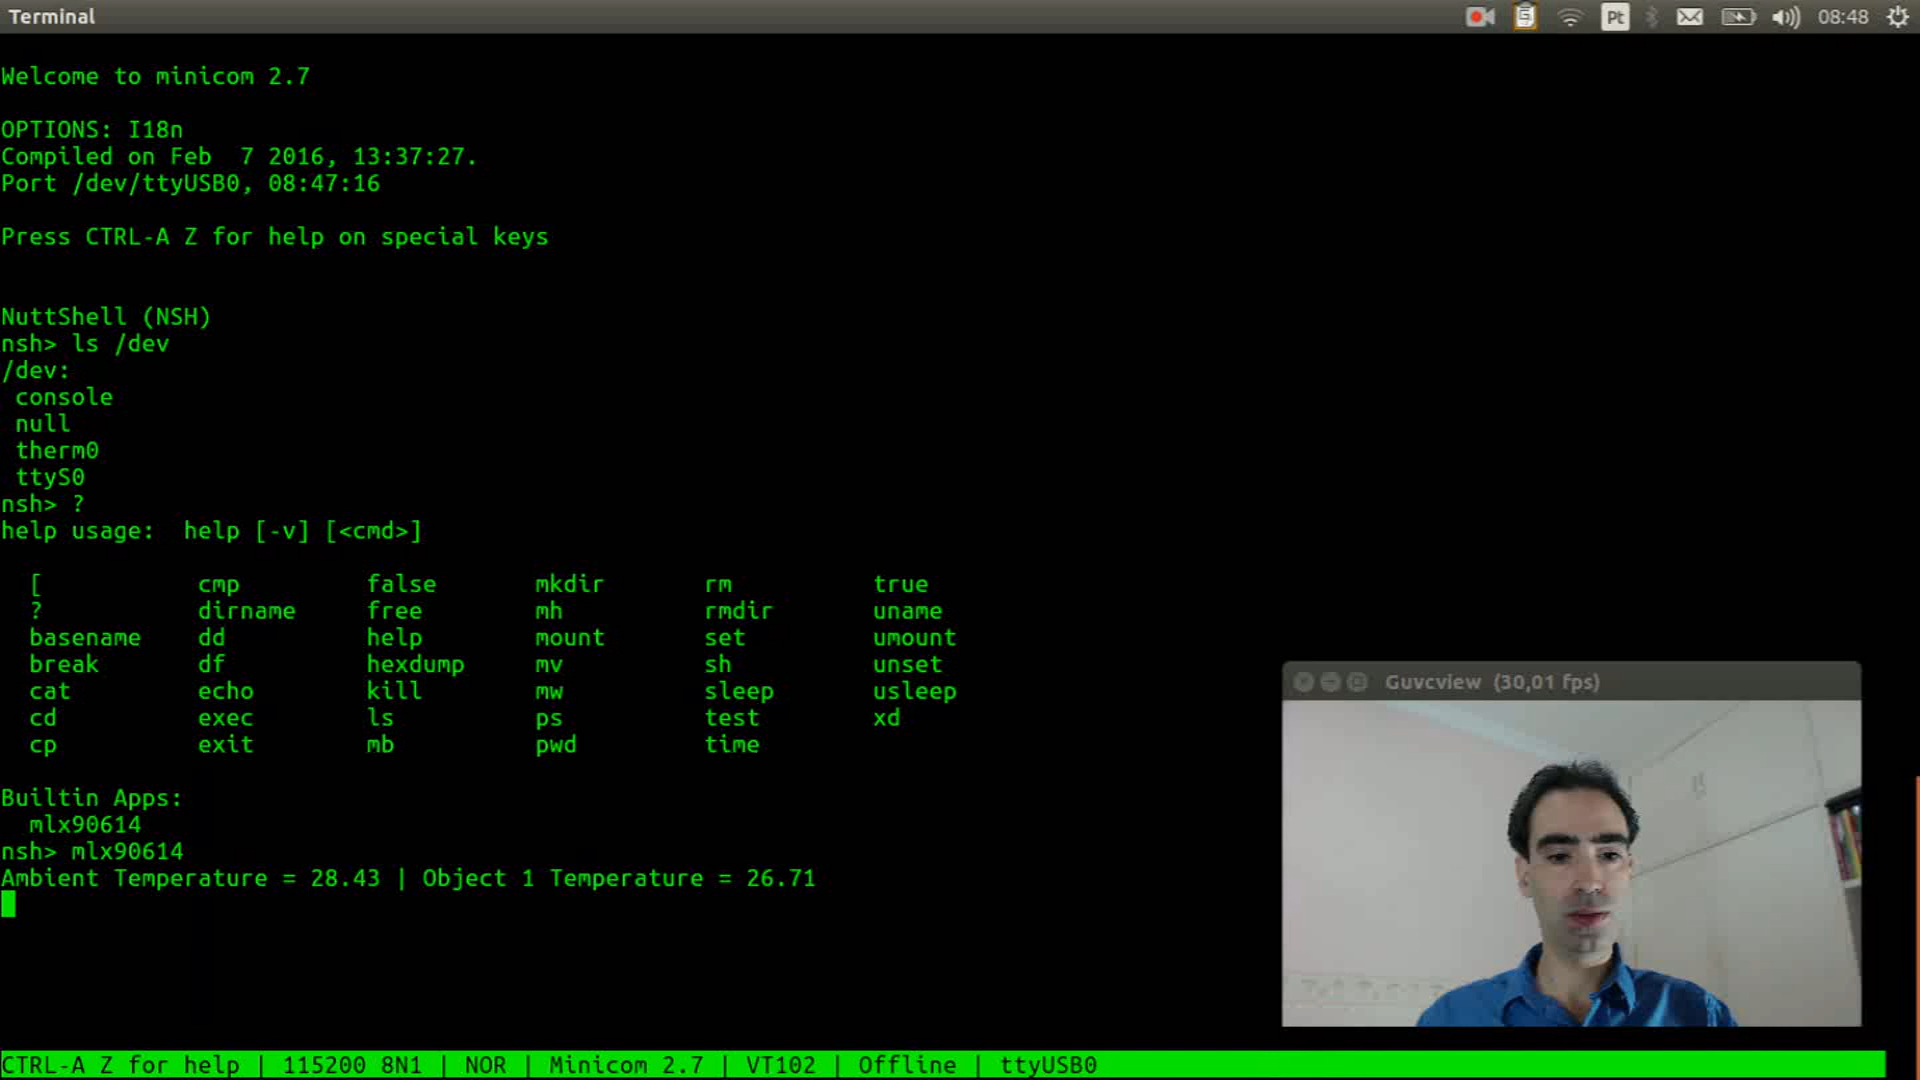 Terminal
Pt
08:48
Welcome to minicom 2.7
OPTIONS: I18n
Compiled on Feb  7 2016, 13:37:27.
Port /dev/ttyUSB0, 08:47:16
Press CTRL-A Z for help on special keys
NuttShell (NSH)
nsh> ls /dev
/dev:
 console
 null
 therm0
 ttyS0
nsh> ?
help usage:  help [-v] [<cmd>]
  [           cmp         false       mkdir       rm          true
  ?           dirname     free        mh          rmdir       uname
  basename    dd          help        mount       set         umount
  break       df          hexdump     mv          sh          unset
  cat         echo        kill        mw          sleep       usleep
  cd          exec        ls          ps          test        xd
  cp          exit        mb          pwd         time
Builtin Apps:
  mlx90614
nsh> mlx90614
Ambient Temperature = 28.43 | Object 1 Temperature = 26.71
Guvcview  (30,01 fps)
CTRL-A Z for help | 115200 8N1 | NOR | Minicom 2.7 | VT102 | Offline | ttyUSB0